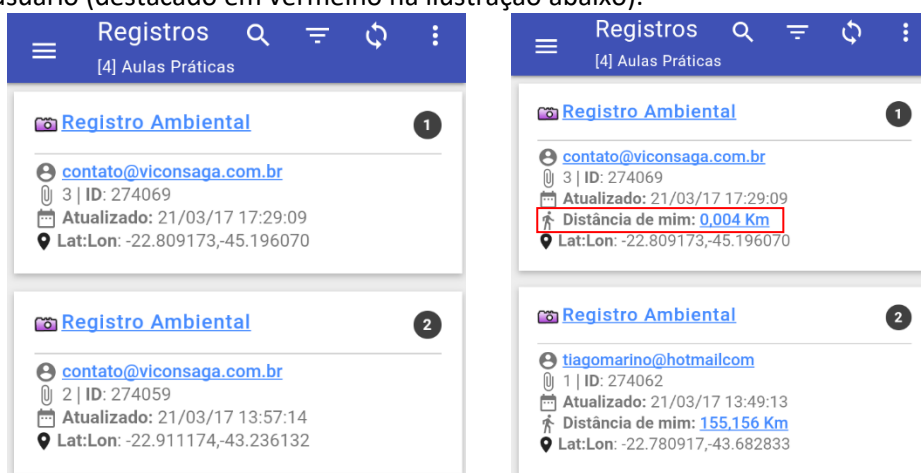 usuário (destacado em vermelho na ilustração abaixo).
Registros
[4] Aulas Práticas
Registro Ambiental
1
contato@viconsaga.com.br
3 | ID: 274069
Atualizado: 21/03/17 17:29:09
Lat:Lon: -22.809173,-45.196070
Registro Ambiental
2
contato@viconsaga.com.br
2 | ID: 274059
Atualizado: 21/03/17 13:57:14
Lat:Lon: -22.911174,-43.236132
Registros
[4] Aulas Práticas
Registro Ambiental
1
contato@viconsaga.com.br
3 | ID: 274069
Atualizado: 21/03/17 17:29:09
Distância de mim: 0,004 Km
Lat:Lon: -22.809173,-45.196070
Registro Ambiental
2
tiagomarino@hotmailcom
1 | ID: 274062
Atualizado: 21/03/17 13:49:13
Distância de mim: 155,156 Km
Lat:Lon: -22.780917,-43.682833